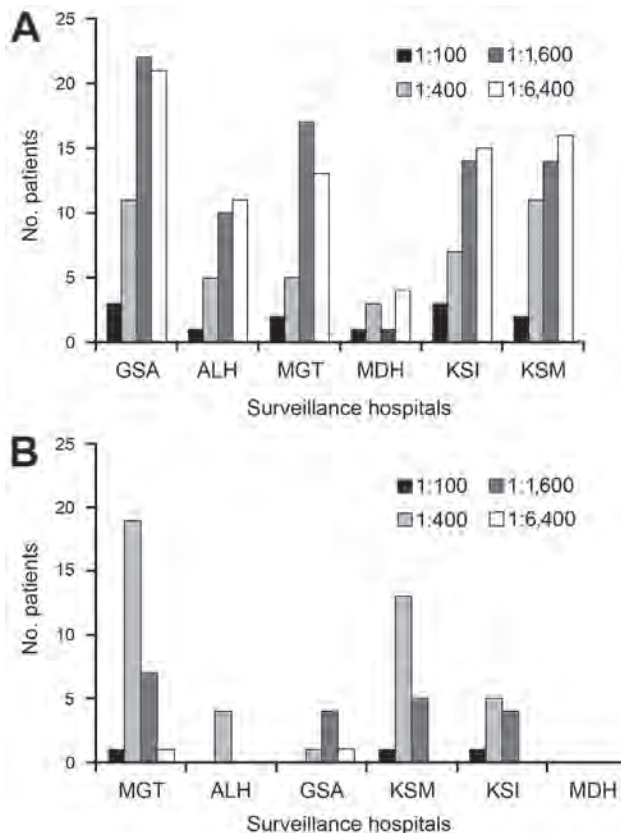 A
25
1:100 1:1,600
20
1:400 1:6,400
15
No. patients
10
5
0
GSA ALH MGT MDH KSI KSM
Surveillance hospitals
B
25
1:100 1:1,600
20
1:400 1:6,400
15
No. patients
10
5
0
MGT ALH GSA KSM KSI MDH
Surveillance hospitals